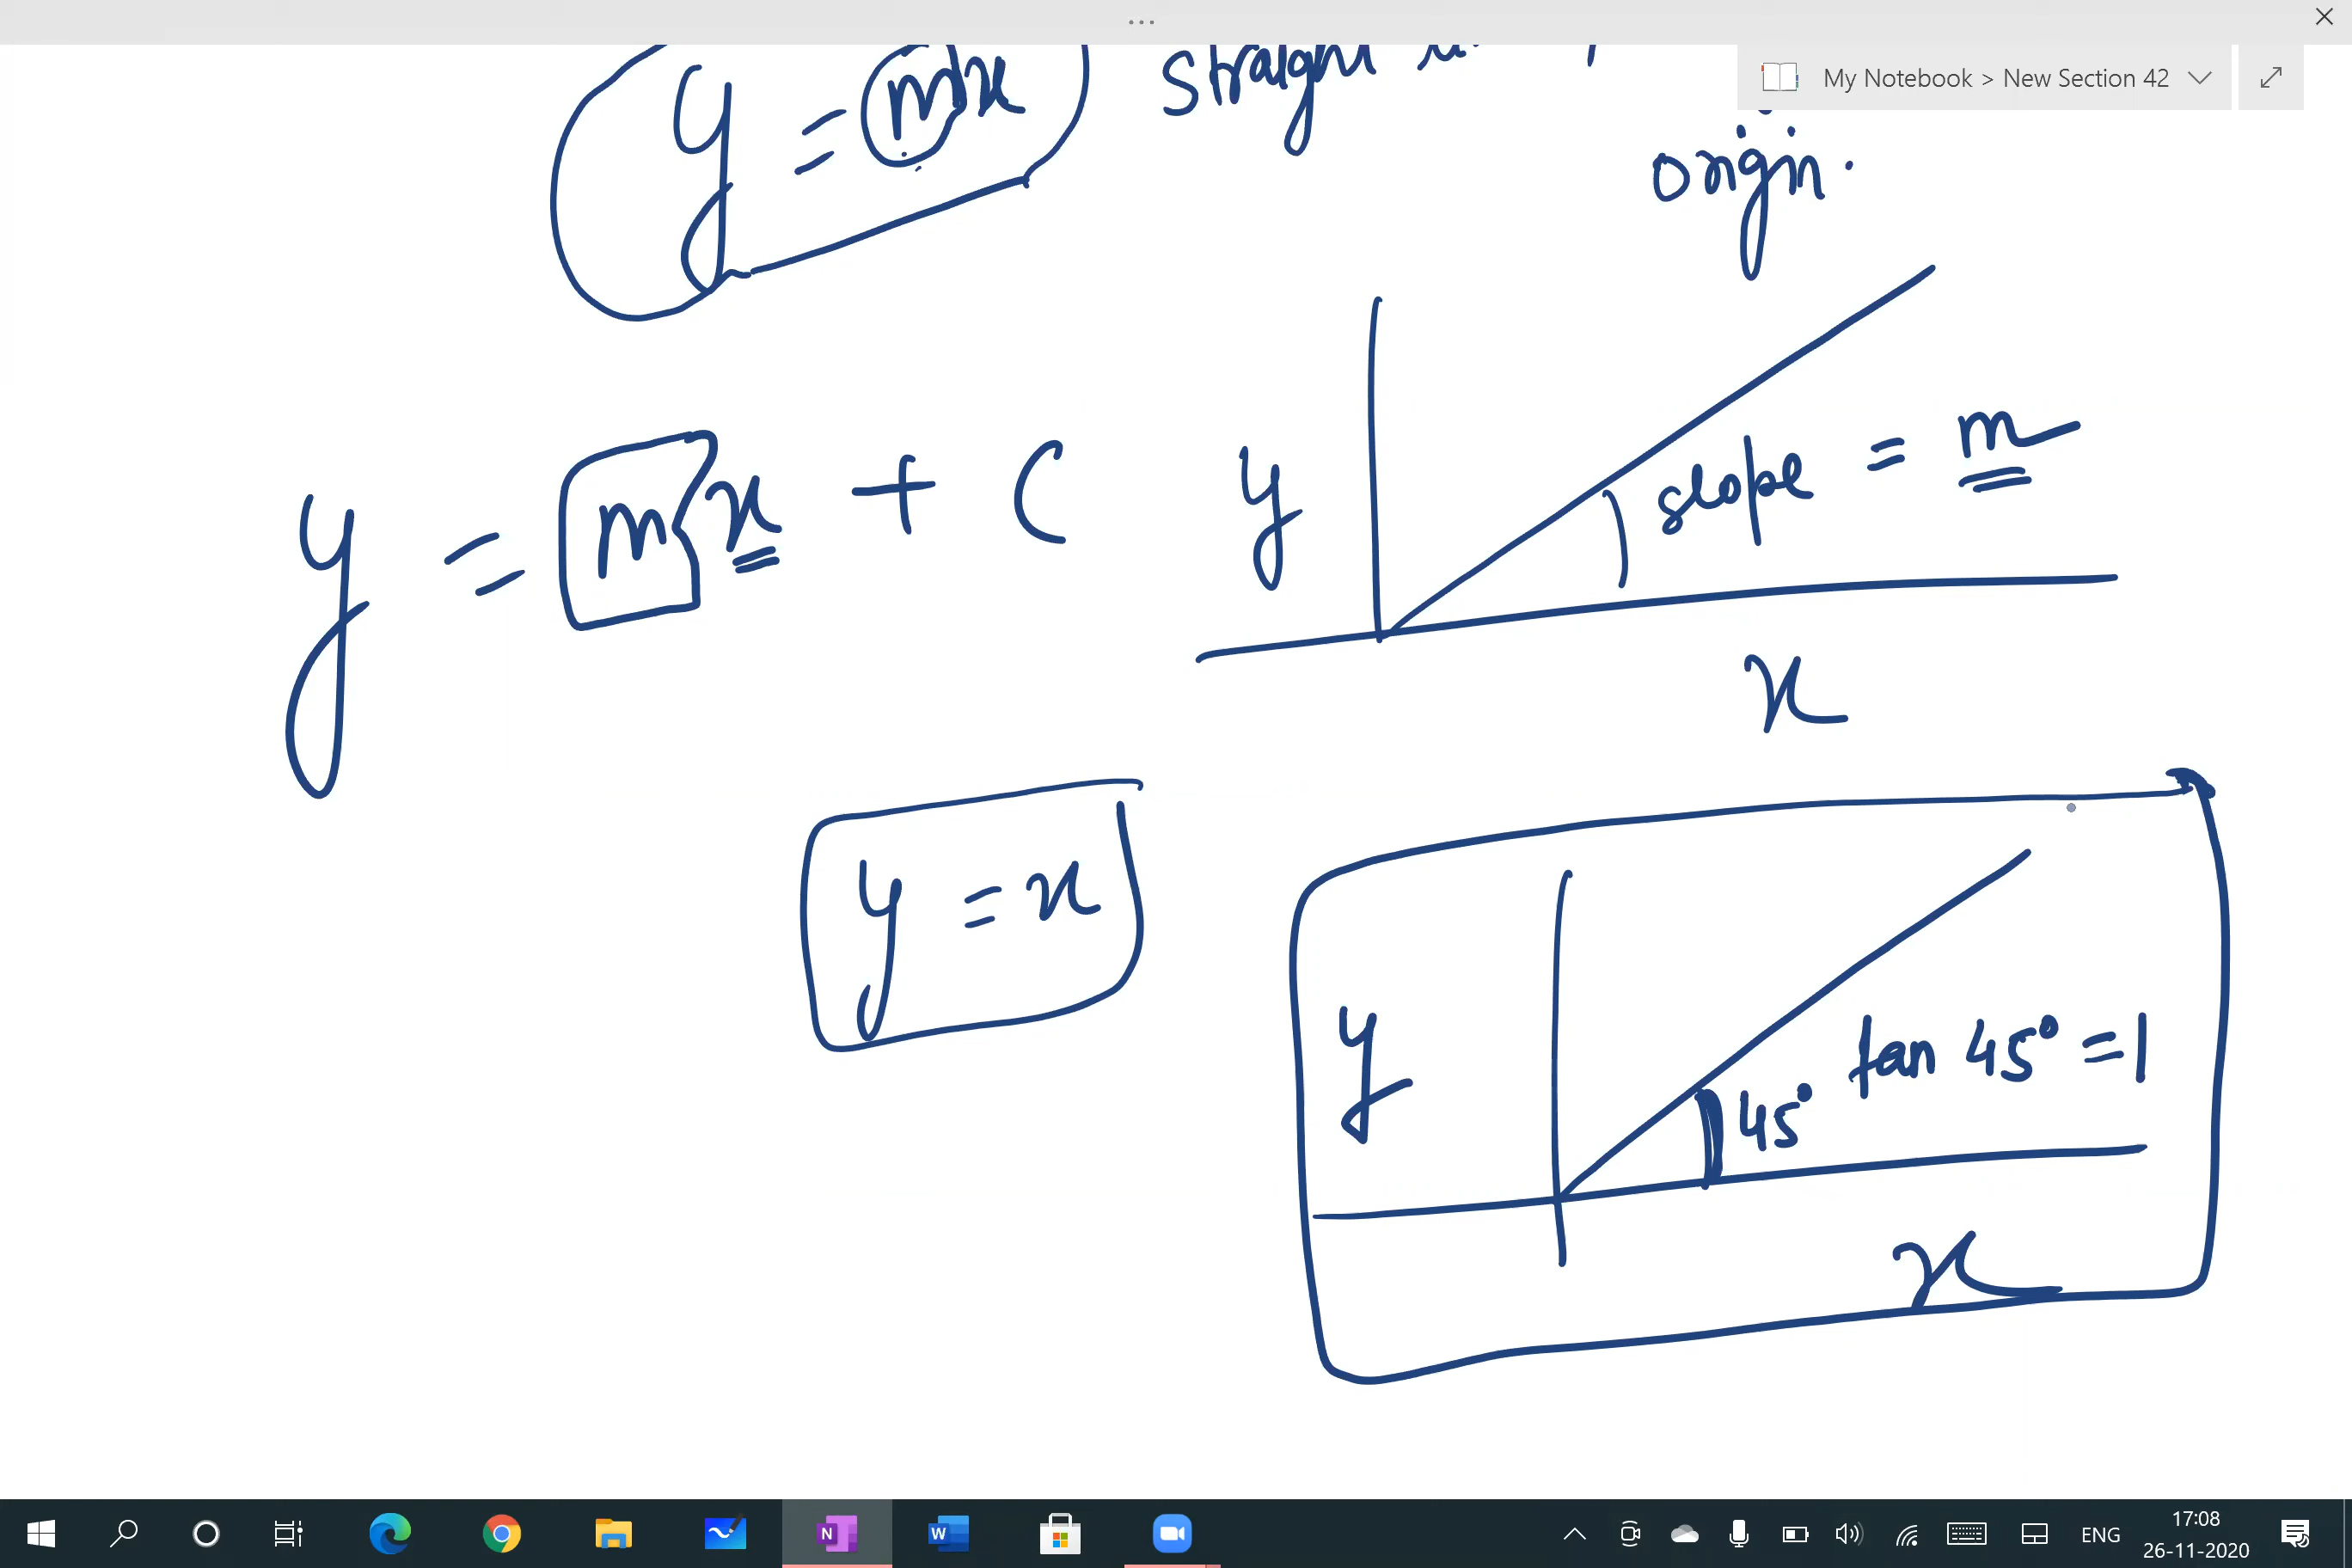 My Notebook > New Section 42
y = mx
straight
origin.
y = mx + c
y
slope = m
x
y = x
y
45° tan 45° = 1
x
N
W
ENG
17:08
26-11-2020